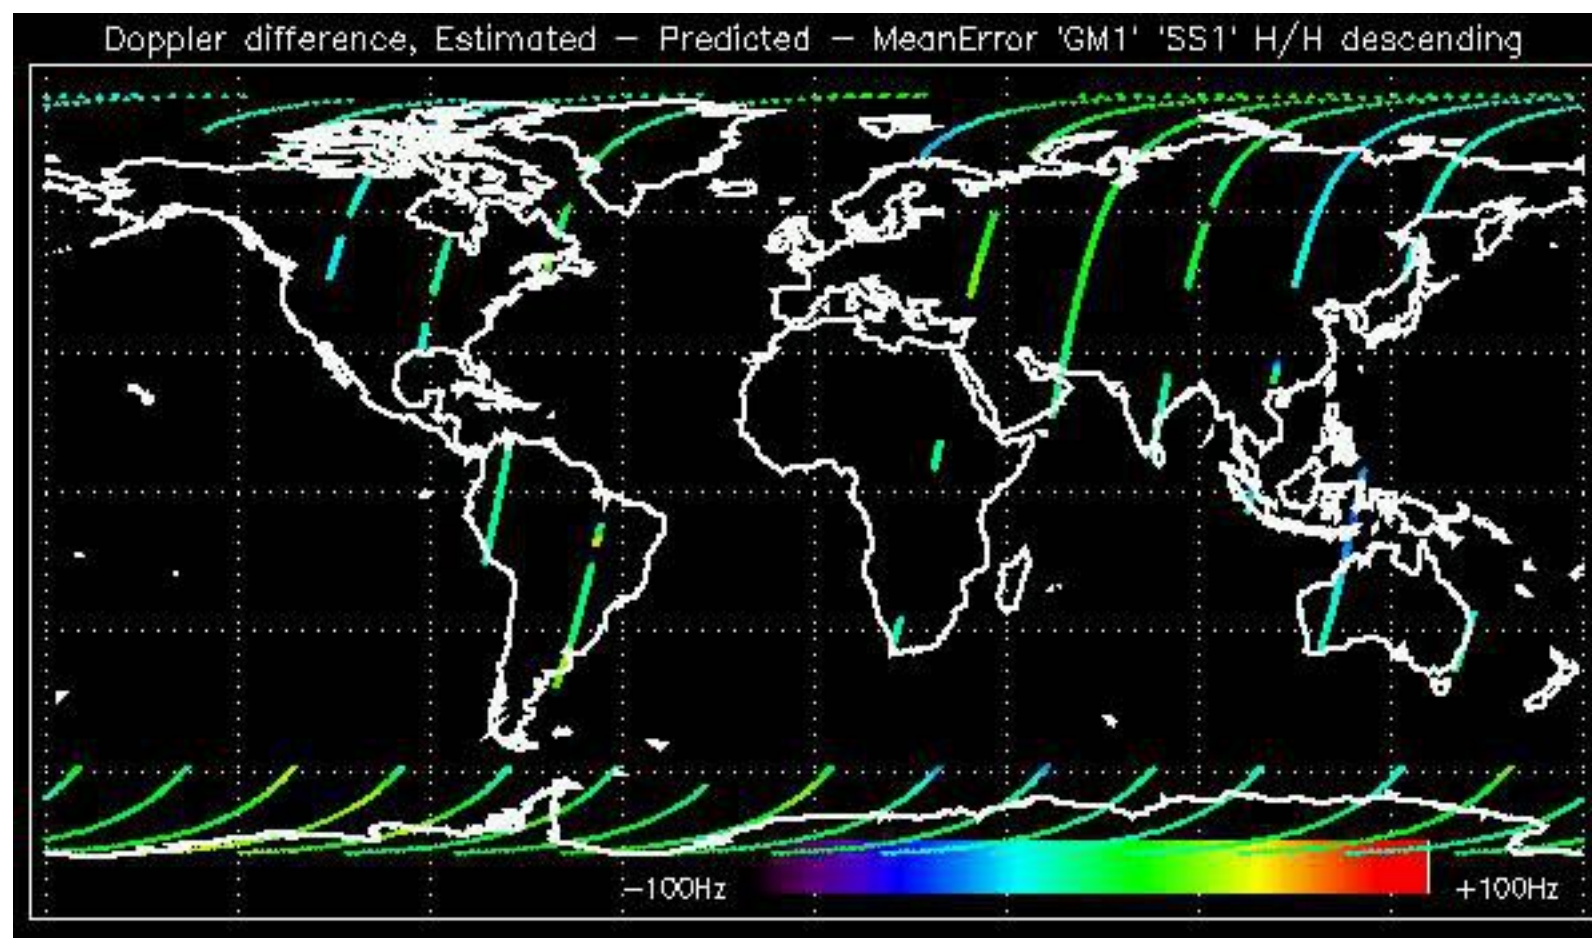 Doppler difference, Estimated – Predicted – MeanError 'GM1' 'SS1' H/H descending
–100Hz +100Hz